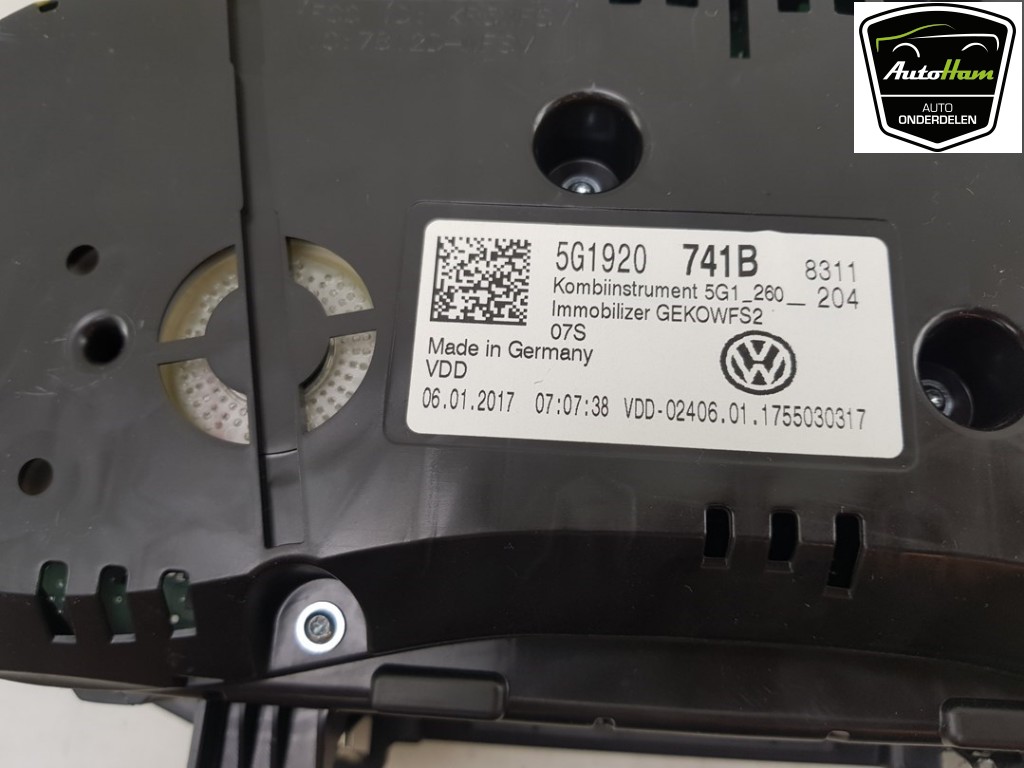 AutoHam
AUTO
ONDERDELEN
5G1920 741B 8311
Kombiinstrument 5G1_260__ 204
Immobilizer GEKOWFS2
07S
Made in Germany
VDD
06.01.2017 07:07:38 VDD-02406.01.1755030317